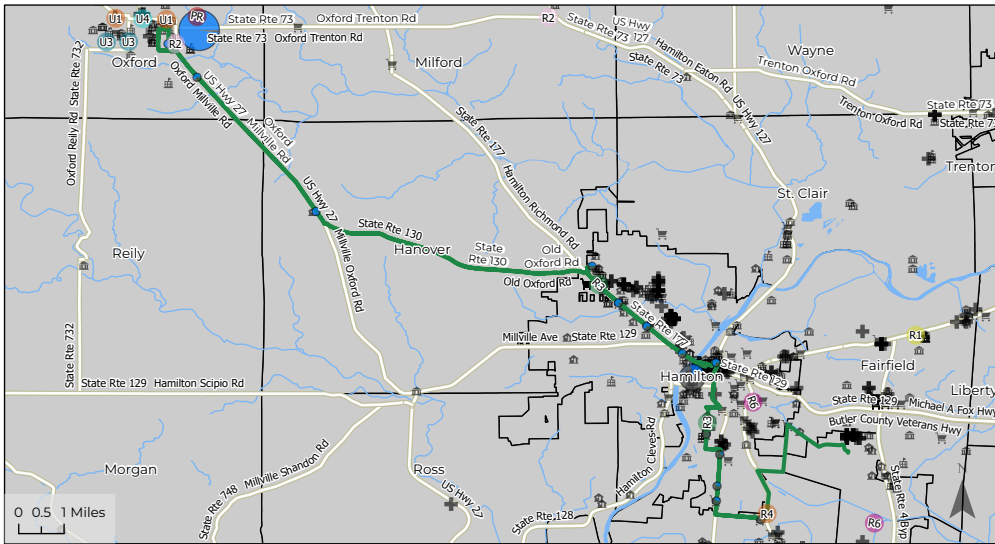 U1
U4
U1
PR
State Rte 73
Oxford Trenton Rd
R2
State Rte 73
US Hwy
127
Hamilton Eaton Rd
U3
U3
R2
State Rte 73
Oxford Trenton Rd
Oxford
Milford
State Rte 73
Wayne
Trenton Oxford Rd
State Rte 732
Oxford Reily Rd
Oxford Millville Rd
US Hwy 27
Millville Rd
Oxford
Millville Rd
State Rte 177
US Hwy 127
Trenton Oxford Rd
State Rte 73
State Rte 7
Trenton
US Hwy 27
Millville Oxford Rd
Hamilton Richmond Rd
St. Clair
State Rte 130
Hanover
State
Rte 130
Old
Oxford Rd
Old Oxford Rd
Reily
R3
State Rte 177
State Rte 732
Millville Ave
State Rte 129
State Rte 129
R1
Fairfield
Hamilton
State Rte 129
Hamilton Scipio Rd
Liberty
State Rte 129
Michael A Fox Hwy
Butler County Veterans Hwy
R6
R3
Hamilton Cleves Rd
Morgan
Millville Shandon Rd
State Rte 748
Ross
US Hwy 27
State Rte 128
State Rte 4 Byp
R4
R6
N
0 0.5 1 Miles